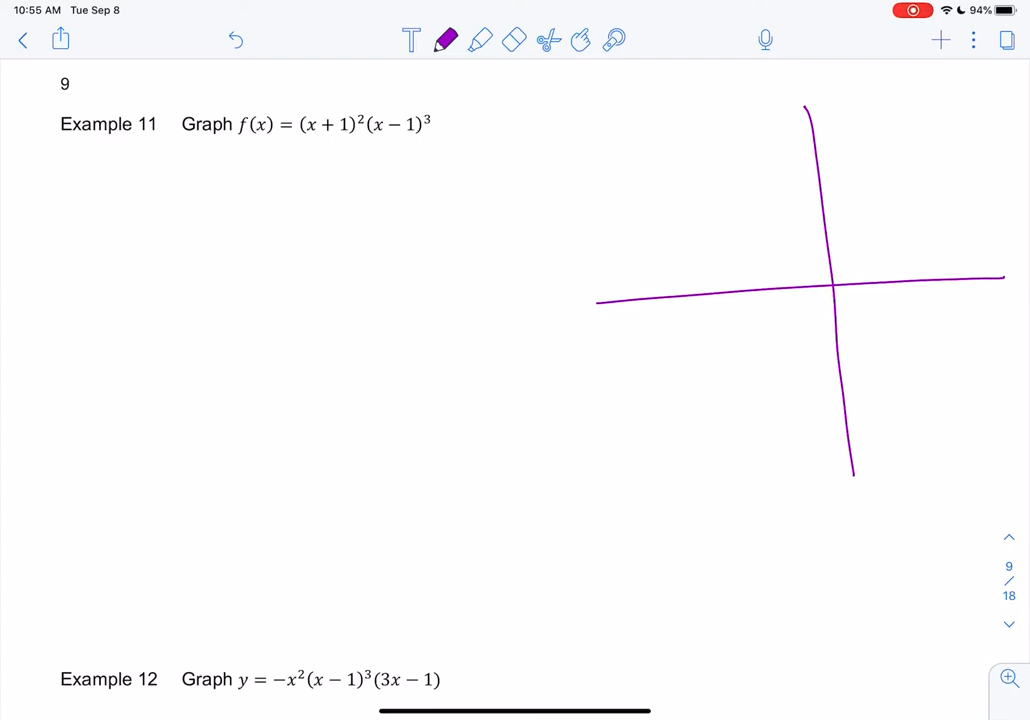 10:55 AM Tue Sep 8 94%
T
9
Example 11 Graph f(x) = (x + 1)²(x − 1)³
9
/
18
Example 12 Graph y = −x²(x − 1)³(3x − 1)